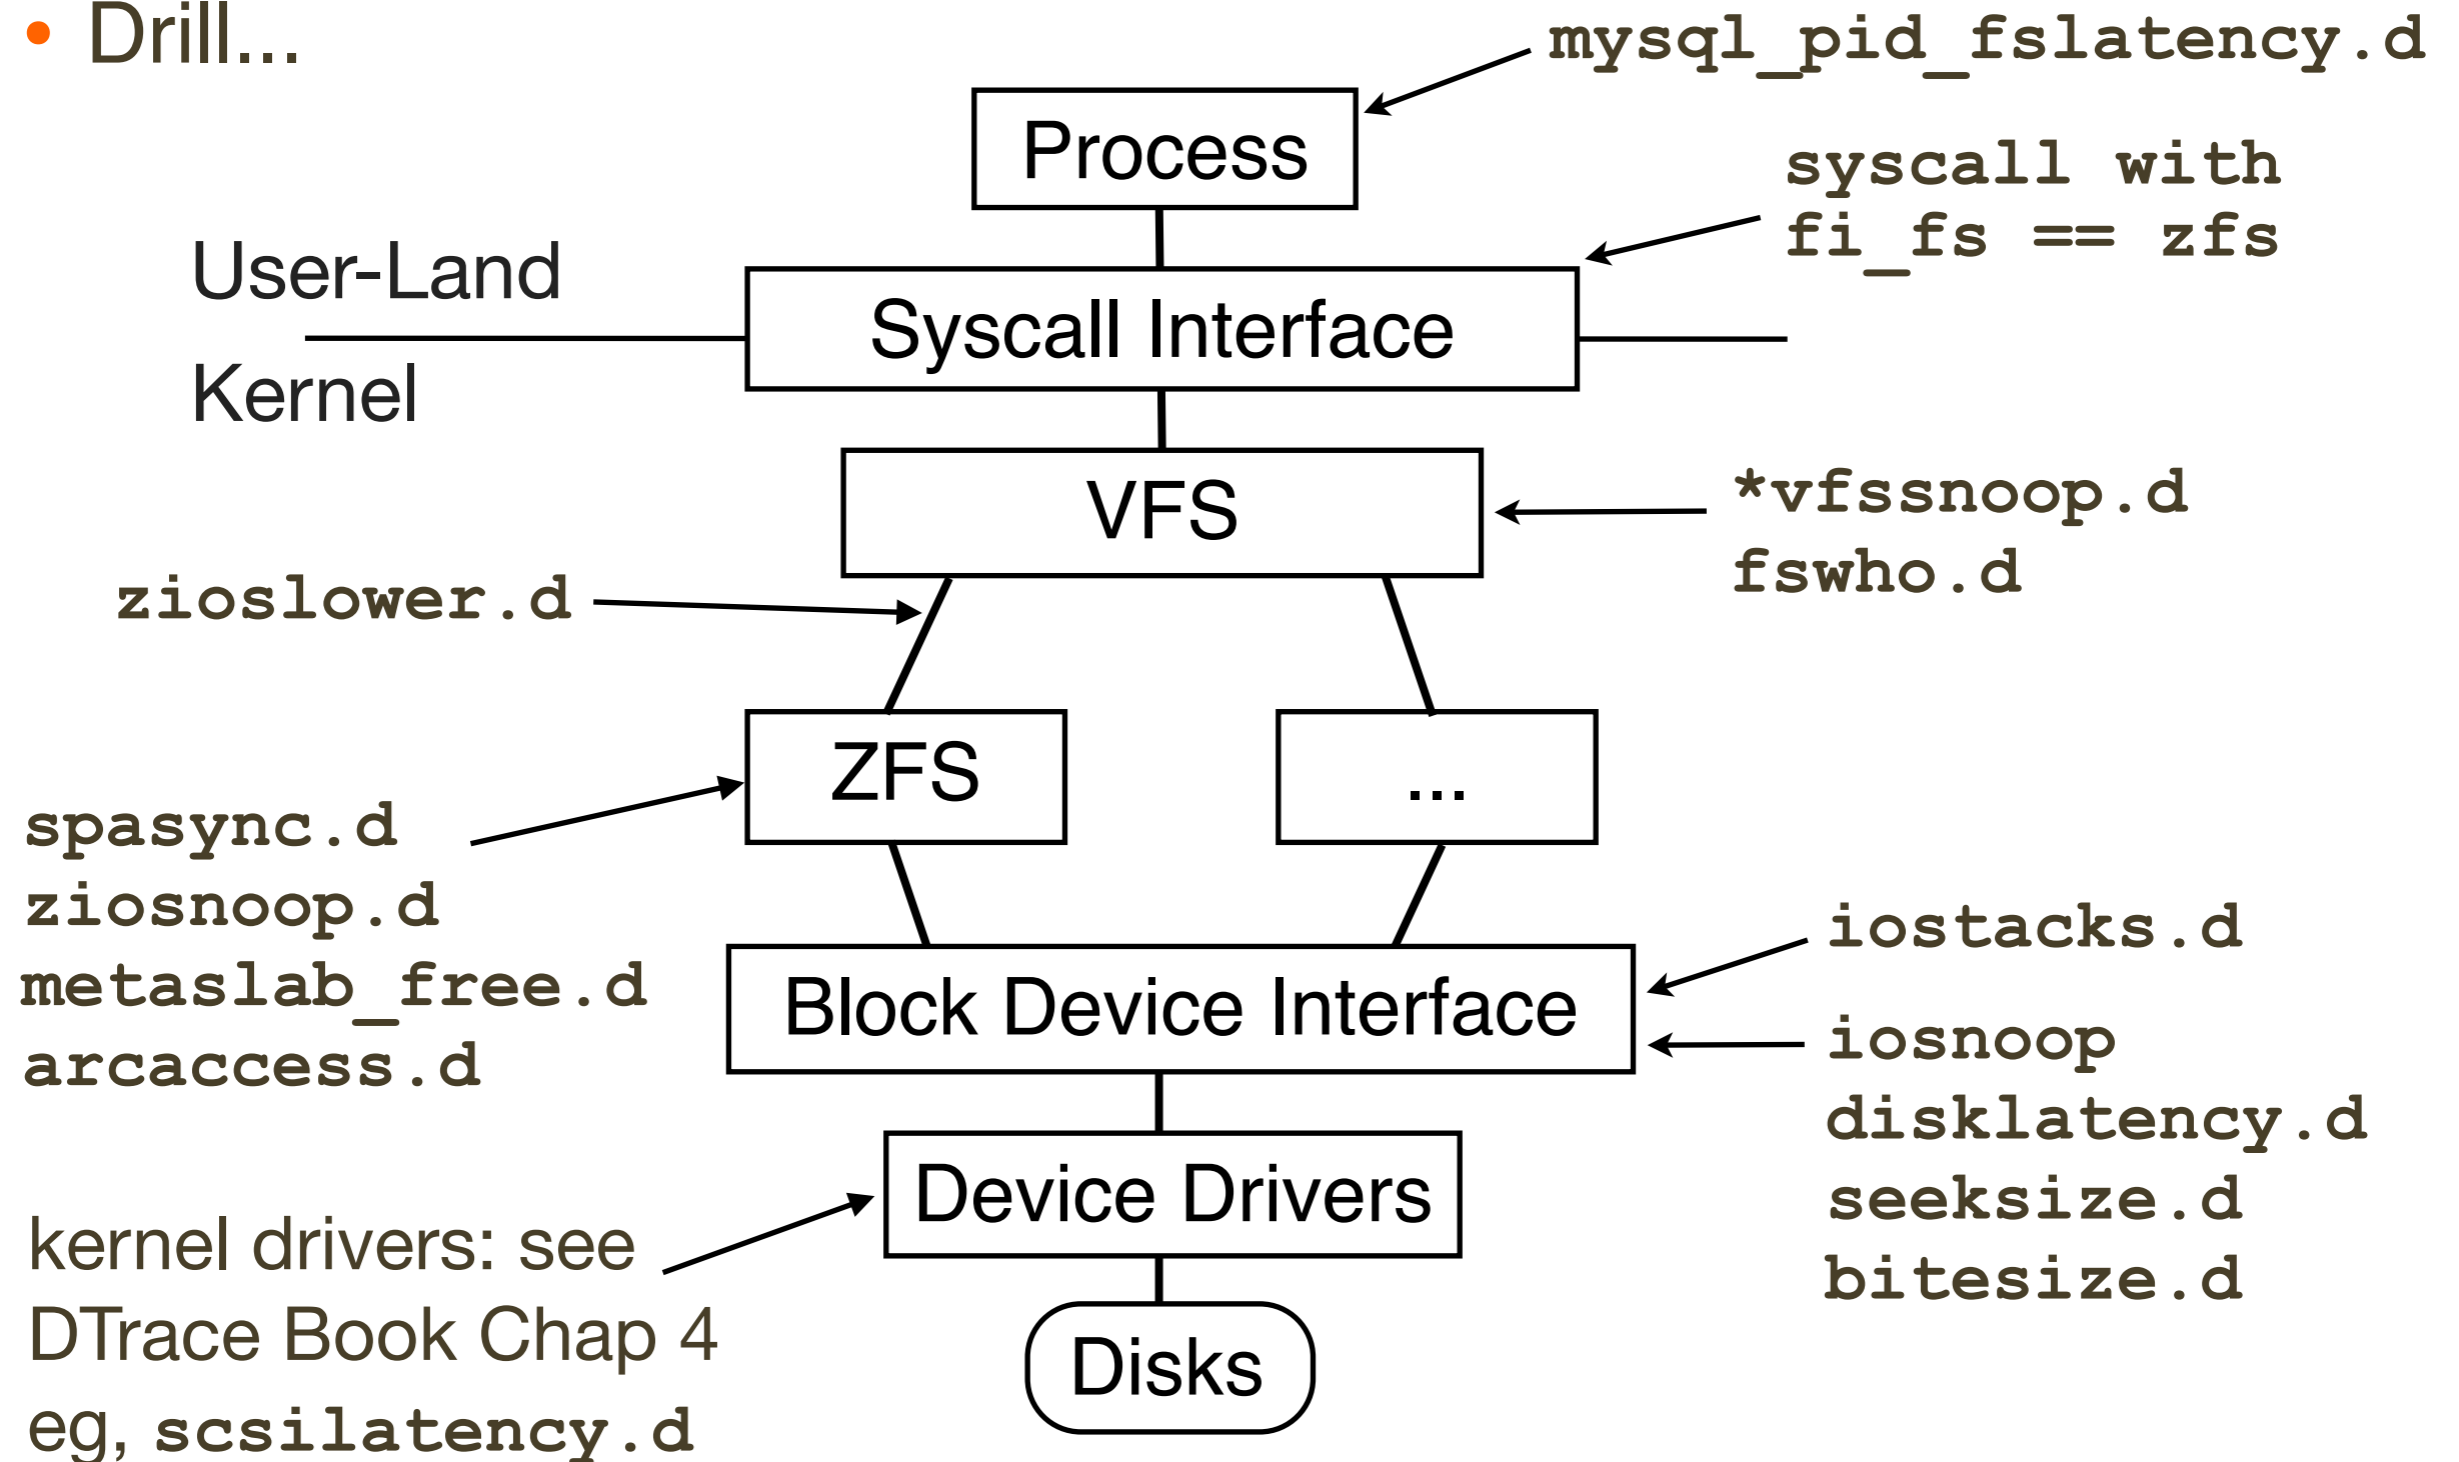 • Drill...
mysql_pid_fslatency.d
Process
syscall with
fi_fs == zfs
User-Land
Syscall Interface
Kernel
VFS
*vfssnoop.d
fswho.d
zioslower.d
ZFS
...
spasync.d
ziosnoop.d
metaslab_free.d
arcaccess.d
iostacks.d
Block Device Interface
iosnoop
disklatency.d
seeksize.d
bitesize.d
Device Drivers
kernel drivers: see
DTrace Book Chap 4
eg, scsilatency.d
Disks